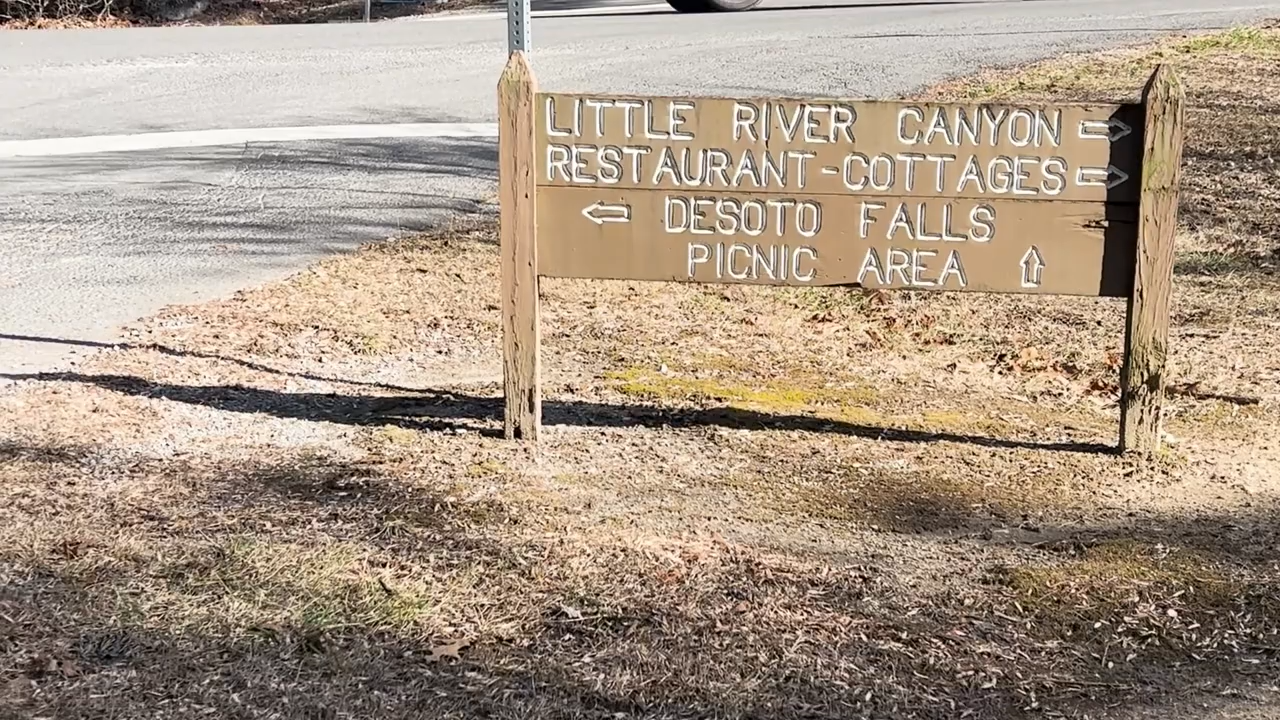 LITTLE RIVER CANYON ⇨
RESTAURANT-COTTAGES ⇨
⇦ DESOTO FALLS
PICNIC AREA ⇧